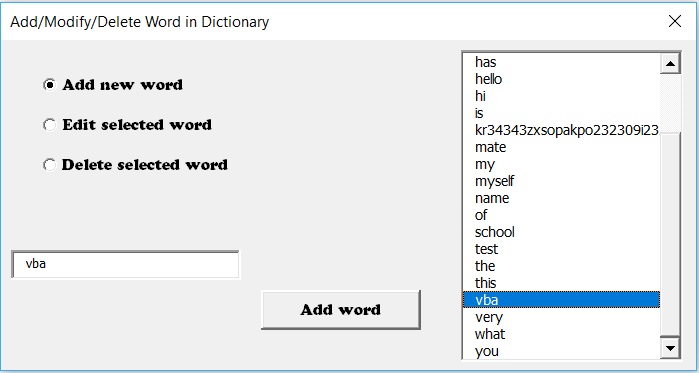 Add/Modify/Delete Word in Dictionary
Add new word
Edit selected word
Delete selected word
vba
Add word
has
hello
hi
is
kr34343zxsopakpo232309i23
mate
my
myself
name
of
school
test
the
this
vba
very
what
you